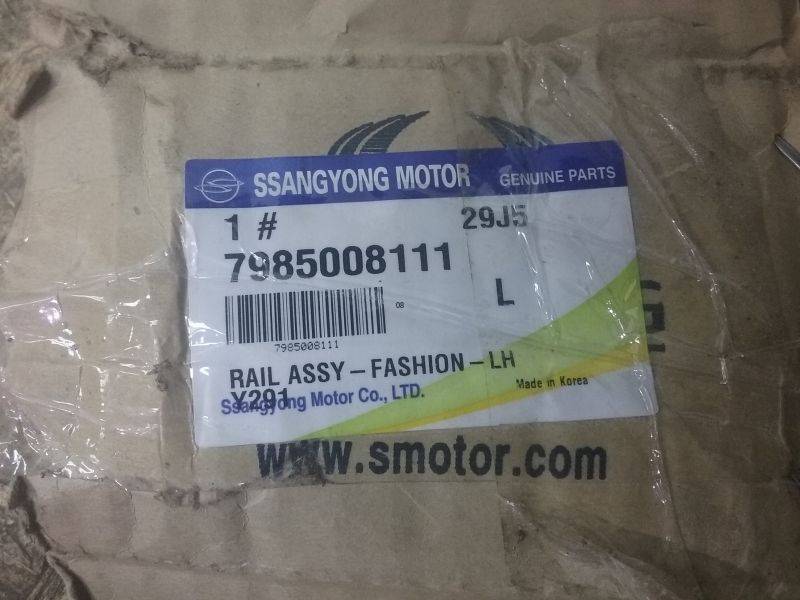 SSANGYONG MOTOR GENUINE PARTS
1 # 29J5
7985008111
L
08
7985008111
RAIL ASSY-FASHION-LH
Y291
Made in Korea
Ssangyong Motor Co., LTD.
www.smotor.com